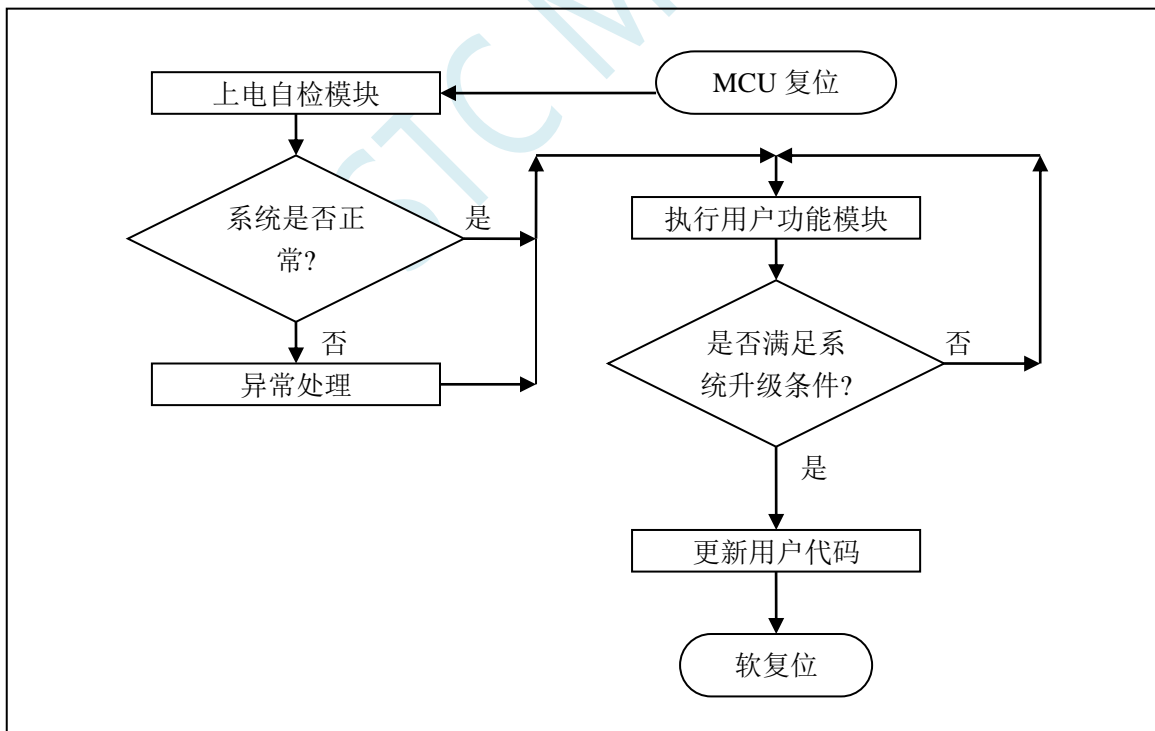 STC M
MCU 复位
上电自检模块
系统是否正
常?
是
否
异常处理
执行用户功能模块
是否满足系
统升级条件?
否
是
更新用户代码
软复位